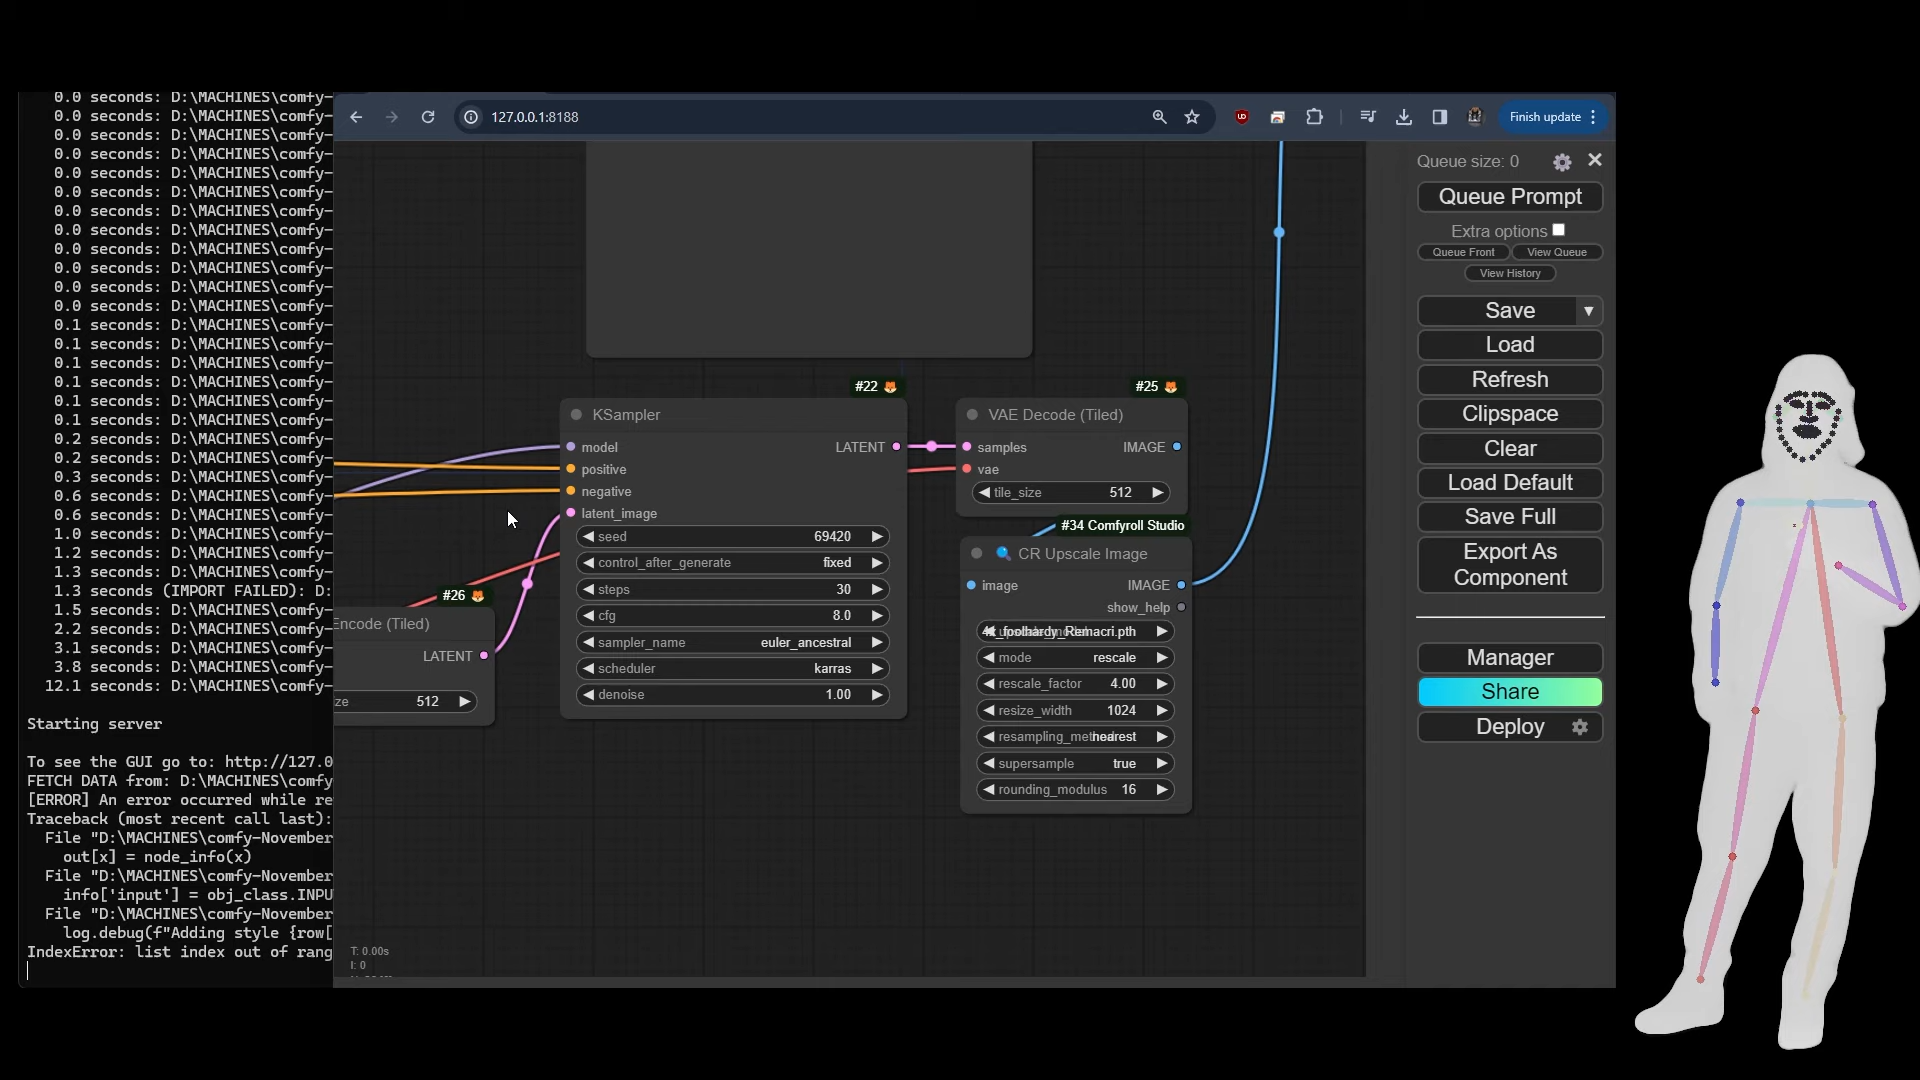 0.0 seconds: D:\MACHINES\comfy-
0.0 seconds: D:\MACHINES\comfy-
0.0 seconds: D:\MACHINES\comfy-
0.0 seconds: D:\MACHINES\comfy-
0.0 seconds: D:\MACHINES\comfy-
0.0 seconds: D:\MACHINES\comfy-
0.0 seconds: D:\MACHINES\comfy-
0.0 seconds: D:\MACHINES\comfy-
0.0 seconds: D:\MACHINES\comfy-
0.0 seconds: D:\MACHINES\comfy-
0.0 seconds: D:\MACHINES\comfy-
0.0 seconds: D:\MACHINES\comfy-
0.1 seconds: D:\MACHINES\comfy-
0.1 seconds: D:\MACHINES\comfy-
0.1 seconds: D:\MACHINES\comfy-
0.1 seconds: D:\MACHINES\comfy-
0.1 seconds: D:\MACHINES\comfy-
0.1 seconds: D:\MACHINES\comfy-
0.2 seconds: D:\MACHINES\comfy-
0.2 seconds: D:\MACHINES\comfy-
0.3 seconds: D:\MACHINES\comfy-
0.6 seconds: D:\MACHINES\comfy-
0.6 seconds: D:\MACHINES\comfy-
1.0 seconds: D:\MACHINES\comfy-
1.2 seconds: D:\MACHINES\comfy-
1.3 seconds: D:\MACHINES\comfy-
1.3 seconds (IMPORT FAILED): D:
1.5 seconds: D:\MACHINES\comfy-
2.2 seconds: D:\MACHINES\comfy-
3.1 seconds: D:\MACHINES\comfy-
3.8 seconds: D:\MACHINES\comfy-
12.1 seconds: D:\MACHINES\comfy-
Starting server
To see the GUI go to: http://127.0
FETCH DATA from: D:\MACHINES\comfy
[ERROR] An error occurred while re
Traceback (most recent call last):
File "D:\MACHINES\comfy-November
out[x] = node_info(x)
File "D:\MACHINES\comfy-November
info['input'] = obj_class.INPU
File "D:\MACHINES\comfy-November
log.debug(f"Adding style {row[
IndexError: list index out of rang
127.0.0.1:8188
Finish update
#22
KSampler
model LATENT
positive
negative
latent_image
seed 69420
control_after_generate fixed
steps 30
cfg 8.0
sampler_name euler_ancestral
scheduler karras
denoise 1.00
#26
Encode (Tiled)
LATENT
ze 512
#25
VAE Decode (Tiled)
samples IMAGE
vae
tile_size 512
#34 Comfyroll Studio
CR Upscale Image
image IMAGE
show_help
4x_foolhardy_Remacri.pth
mode rescale
rescale_factor 4.00
resize_width 1024
resampling_method nearest
supersample true
rounding_modulus 16
T: 0.00s
I: 0
Queue size: 0
Queue Prompt
Extra options
Queue Front View Queue
View History
Save
Load
Refresh
Clipspace
Clear
Load Default
Save Full
Export As
Component
Manager
Share
Deploy